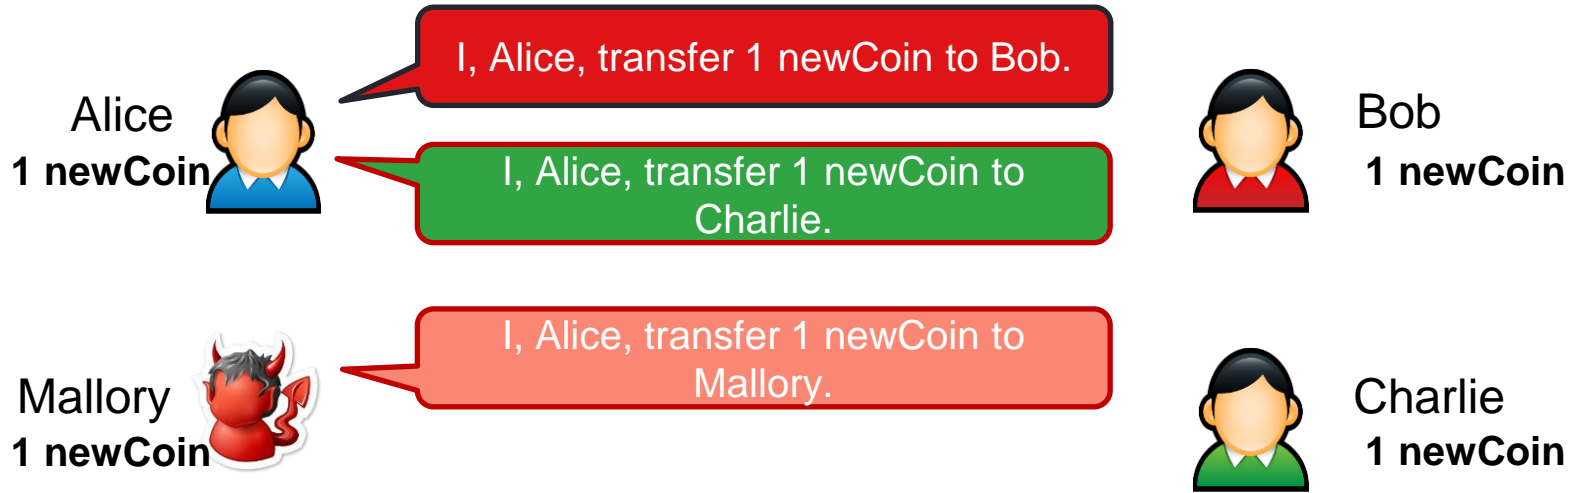 I, Alice, transfer 1 newCoin to Bob.
Alice
1 newCoin
Bob
1 newCoin
I, Alice, transfer 1 newCoin to
Charlie.
I, Alice, transfer 1 newCoin to
Mallory.
Mallory
1 newCoin
Charlie
1 newCoin